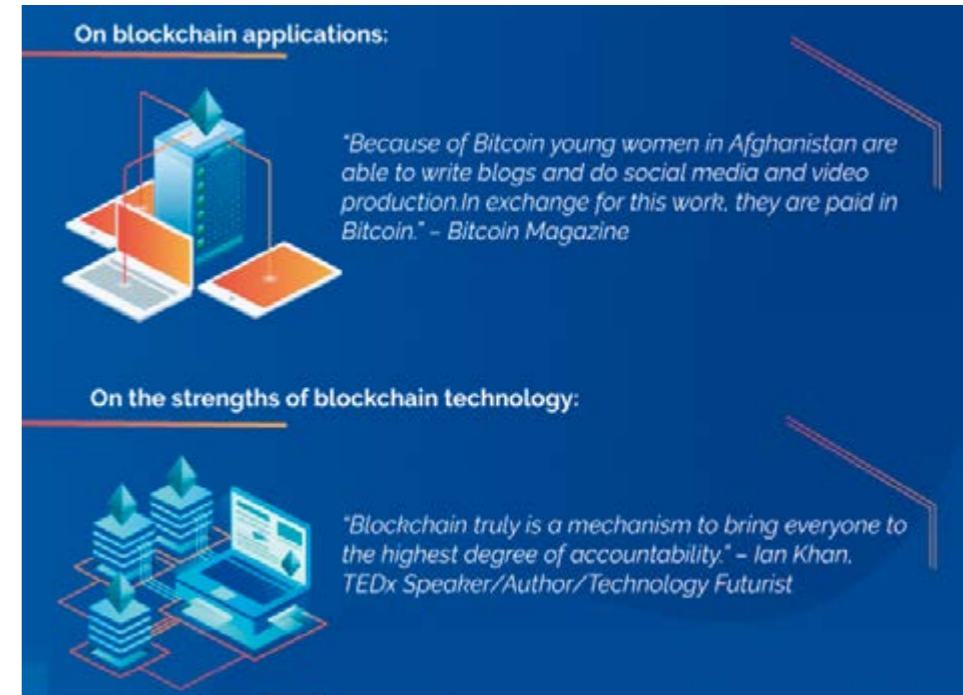 On blockchain applications:
"Because of Bitcoin young women in Afghanistan are
able to write blogs and do social media and video
production.In exchange for this work, they are paid in
Bitcoin." – Bitcoin Magazine
On the strengths of blockchain technology:
"Blockchain truly is a mechanism to bring everyone to
the highest degree of accountability." – Ian Khan,
TEDx Speaker/Author/Technology Futurist